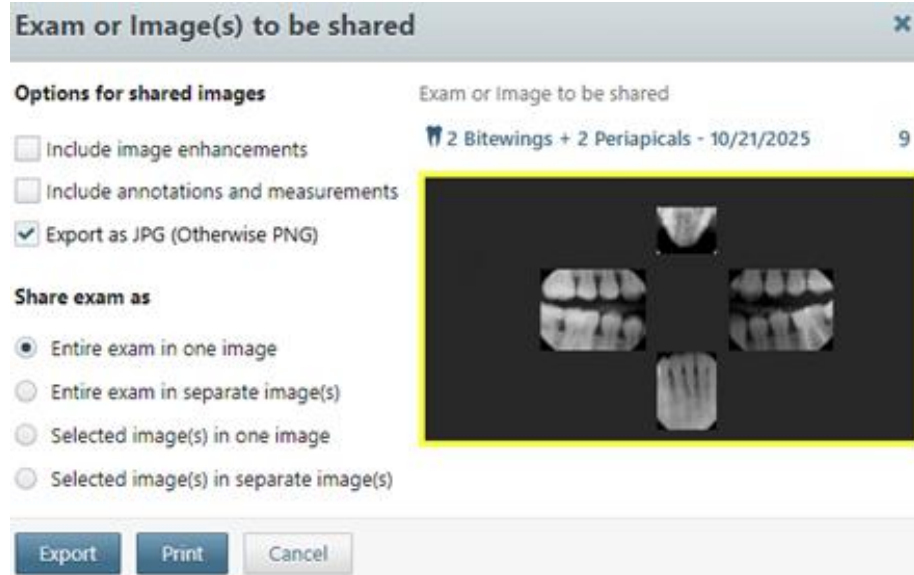 Exam or Image(s) to be shared
Options for shared images
Include image enhancements
Include annotations and measurements
Export as JPG (Otherwise PNG)
Share exam as
Entire exam in one image
Entire exam in separate image(s)
Selected image(s) in one image
Selected image(s) in separate image(s)
Exam or Image to be shared
2 Bitewings + 2 Periapicals - 10/21/2025 9
Export Print Cancel